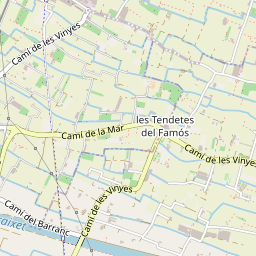 Camí de les Vinyes
Camí de la Mar
les Tendetes
del Famós
Camí de les Vinyes
Camí de les Vinyes
Camí del Barranc